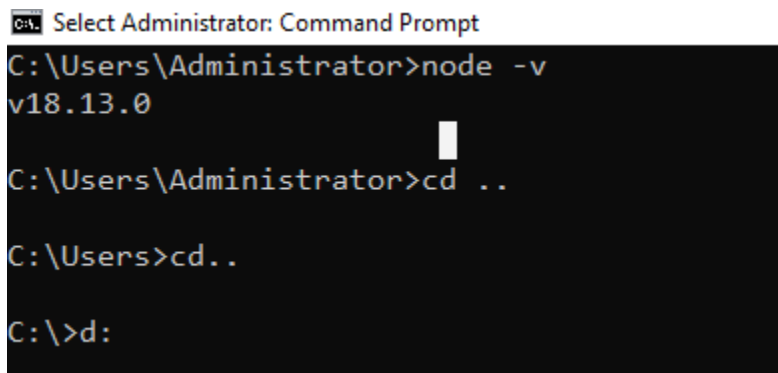 Select Administrator: Command Prompt
C:\Users\Administrator>node -v
v18.13.0
C:\Users\Administrator>cd ..
C:\Users>cd..
C:\>d: